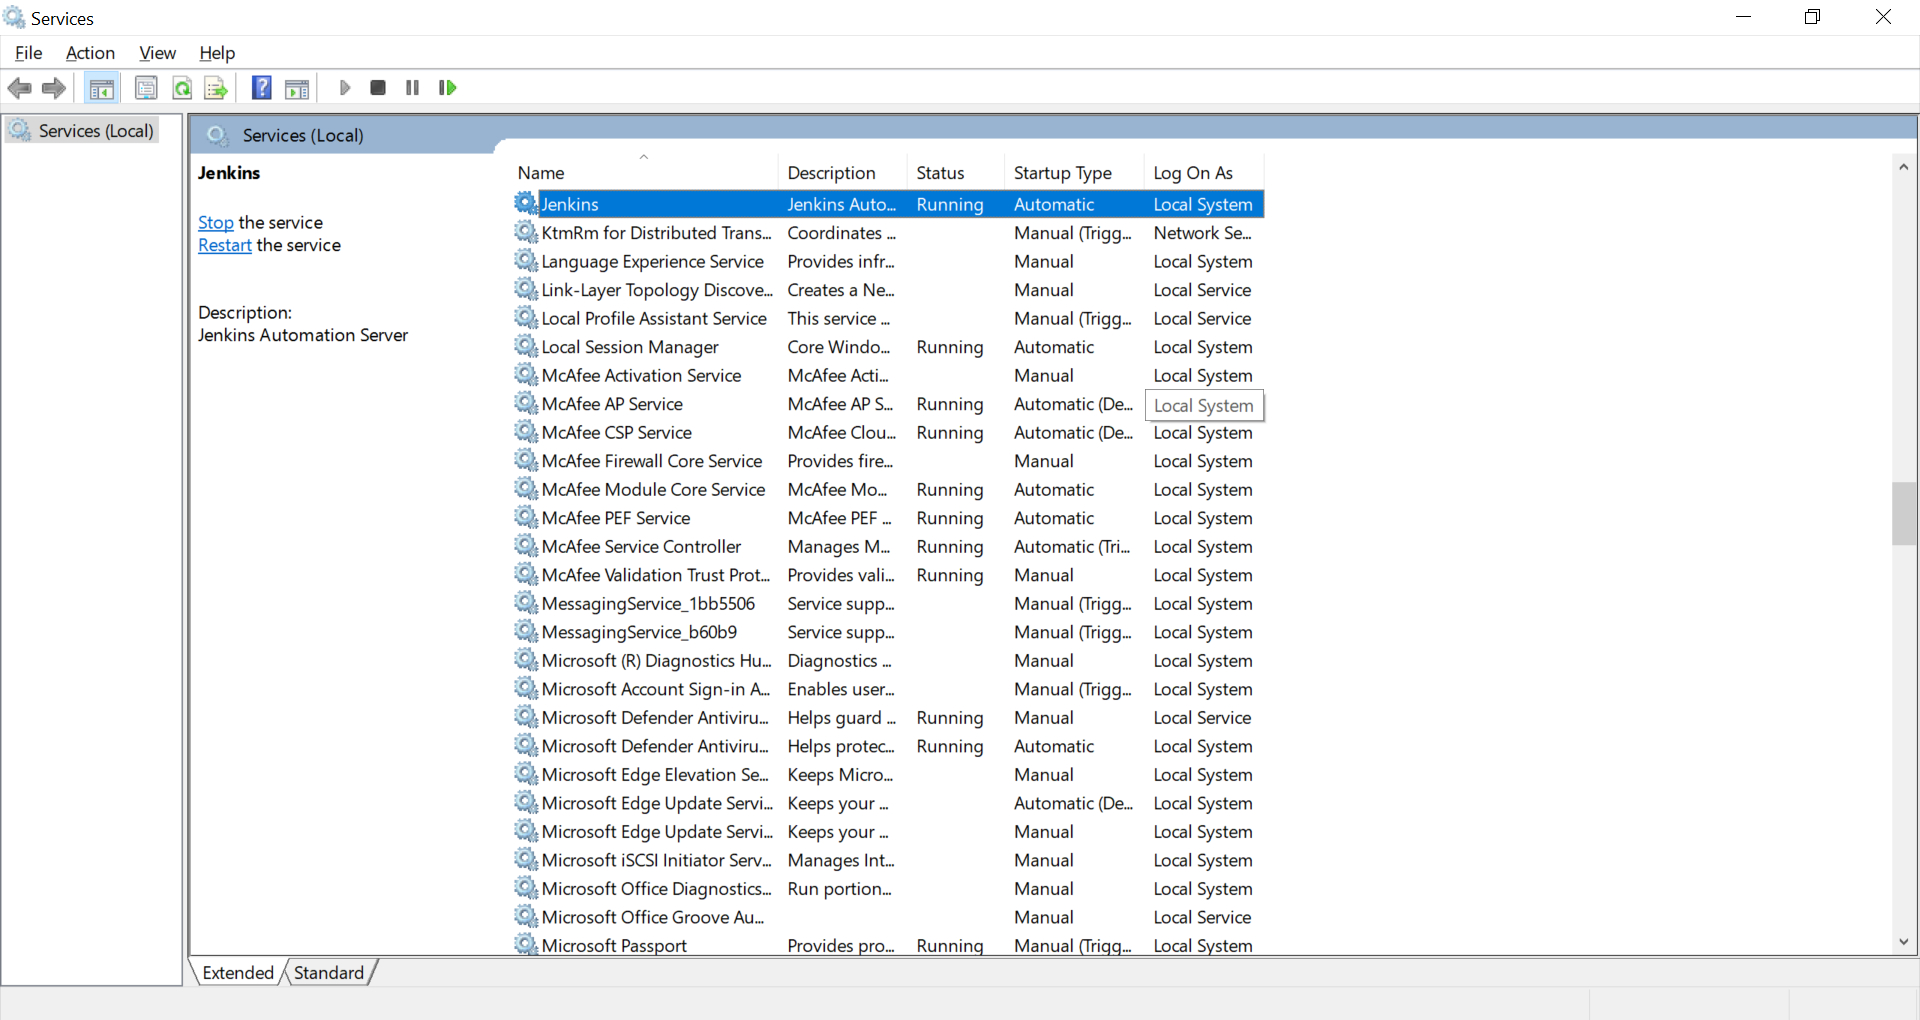 Services
File Action View Help
Services (Local)
Services (Local)
Jenkins
Stop the service
Restart the service
Description:
Jenkins Automation Server
Name Description Status Startup Type Log On As
Jenkins Jenkins Auto... Running Automatic Local System
KtmRm for Distributed Trans... Coordinates ... Manual (Trigg... Network Se...
Language Experience Service Provides infr... Manual Local System
Link-Layer Topology Discove... Creates a Ne... Manual Local Service
Local Profile Assistant Service This service ... Manual (Trigg... Local Service
Local Session Manager Core Windo... Running Automatic Local System
McAfee Activation Service McAfee Acti... Manual Local System
McAfee AP Service McAfee AP S... Running Automatic (De... Local System
McAfee CSP Service McAfee Clou... Running Automatic (De... Local System
McAfee Firewall Core Service Provides fire... Manual Local System
McAfee Module Core Service McAfee Mo... Running Automatic Local System
McAfee PEF Service McAfee PEF ... Running Automatic Local System
McAfee Service Controller Manages M... Running Automatic (Tri... Local System
McAfee Validation Trust Prot... Provides vali... Running Manual Local System
MessagingService_1bb5506 Service supp... Manual (Trigg... Local System
MessagingService_b60b9 Service supp... Manual (Trigg... Local System
Microsoft (R) Diagnostics Hu... Diagnostics ... Manual Local System
Microsoft Account Sign-in A... Enables user... Manual (Trigg... Local System
Microsoft Defender Antiviru... Helps guard ... Running Manual Local Service
Microsoft Defender Antiviru... Helps protec... Running Automatic Local System
Microsoft Edge Elevation Se... Keeps Micro... Manual Local System
Microsoft Edge Update Servi... Keeps your ... Automatic (De... Local System
Microsoft Edge Update Servi... Keeps your ... Manual Local System
Microsoft iSCSI Initiator Serv... Manages Int... Manual Local System
Microsoft Office Diagnostics... Run portion... Manual Local System
Microsoft Office Groove Au... Manual Local Service
Microsoft Passport Provides pro... Running Manual (Trigg... Local System
Extended Standard